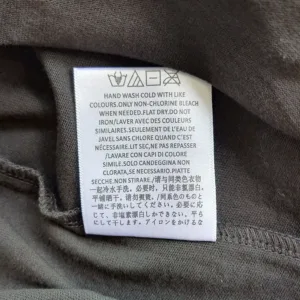 HAND WASH COLD WITH LIKE
COLOURS.ONLY NON-CHLORINE BLEACH
WHEN NEEDED.FLAT DRY.DO NOT
IRON/LAVER AVEC DES COULEURS
SIMILAIRES.SEULEMENT DE L'EAU DE
JAVEL SANS CHLORE QUAND C'EST
NÉCESSAIRE.LIT SEC,NE PAS REPASSER
/LAVARE CON CAPI DI COLORE
SIMILE.SOLO CANDEGGINA NON
CLORATA, SE NECESSARIO.PIATTE
SECCHE.NON STIRARE./请与同类色衣物
一起冷水手洗。必要时，只能非氯漂白。
平铺晒干。请勿熨烫。/同系色のものと
一緒に手洗いしてください。必要に応じ
て、非塩素漂白しかできない。平らに
にして干す。アイロンをかけるな